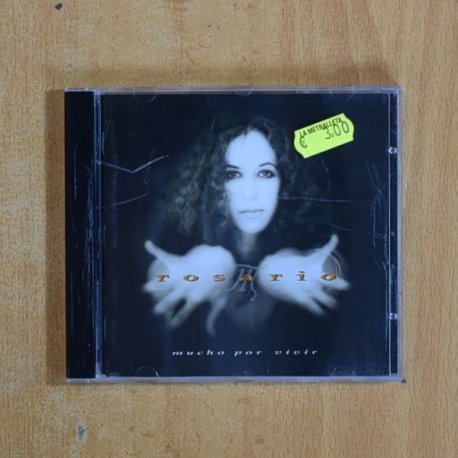 LA METRALLETA
€ 3,00
rosario
mucho por vivir